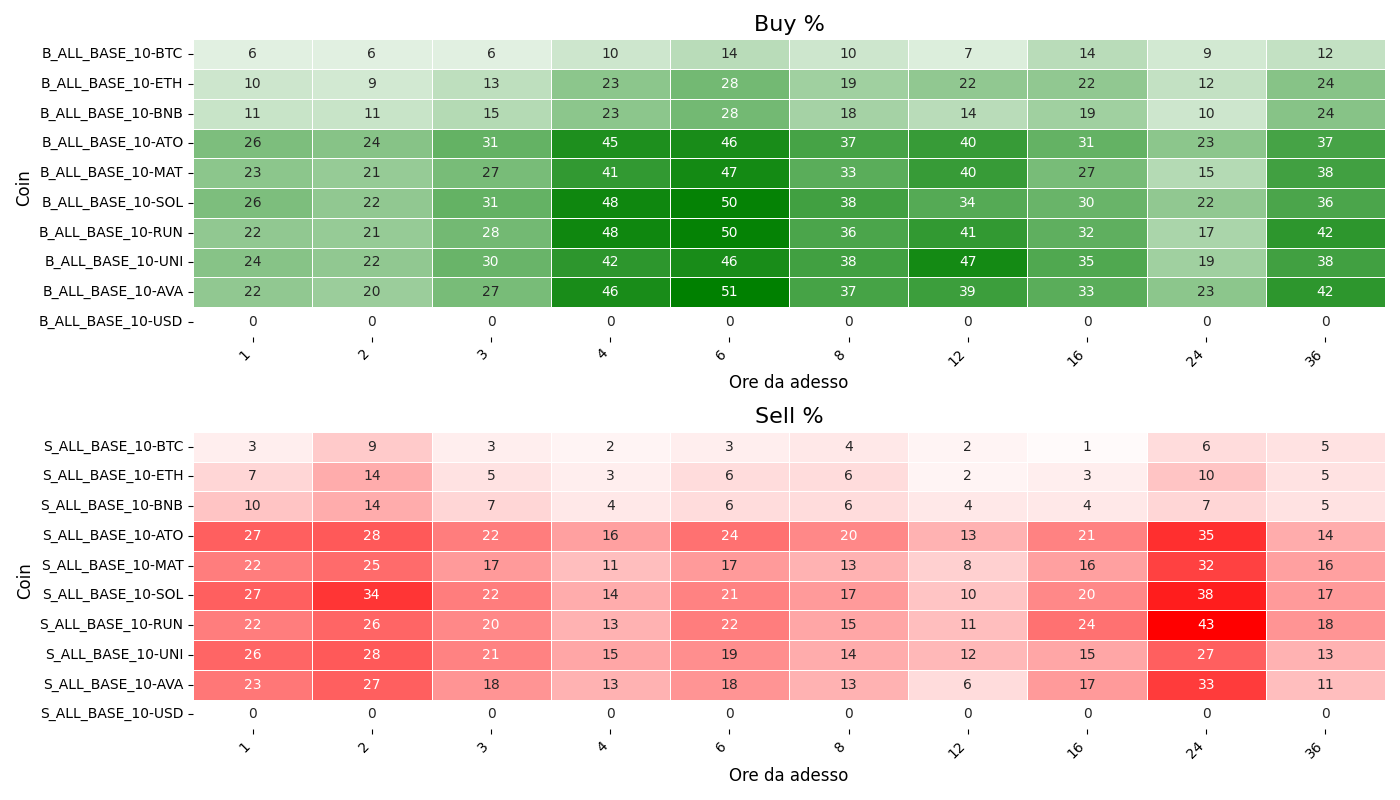 Buy %
Coin
B_ALL_BASE_10-BTC 6 6 6 10 14 10 7 14 9 12
B_ALL_BASE_10-ETH 10 9 13 23 28 19 22 22 12 24
B_ALL_BASE_10-BNB 11 11 15 23 28 18 14 19 10 24
B_ALL_BASE_10-ATO 26 24 31 45 46 37 40 31 23 37
B_ALL_BASE_10-MAT 23 21 27 41 47 33 40 27 15 38
B_ALL_BASE_10-SOL 26 22 31 48 50 38 34 30 22 36
B_ALL_BASE_10-RUN 22 21 28 48 50 36 41 32 17 42
B_ALL_BASE_10-UNI 24 22 30 42 46 38 47 35 19 38
B_ALL_BASE_10-AVA 22 20 27 46 51 37 39 33 23 42
B_ALL_BASE_10-USD 0 0 0 0 0 0 0 0 0 0
1 2 3 4 6 8 12 16 24 36
Ore da adesso
Sell %
Coin
S_ALL_BASE_10-BTC 3 9 3 2 3 4 2 1 6 5
S_ALL_BASE_10-ETH 7 14 5 3 6 6 2 3 10 5
S_ALL_BASE_10-BNB 10 14 7 4 6 6 4 4 7 5
S_ALL_BASE_10-ATO 27 28 22 16 24 20 13 21 35 14
S_ALL_BASE_10-MAT 22 25 17 11 17 13 8 16 32 16
S_ALL_BASE_10-SOL 27 34 22 14 21 17 10 20 38 17
S_ALL_BASE_10-RUN 22 26 20 13 22 15 11 24 43 18
S_ALL_BASE_10-UNI 26 28 21 15 19 14 12 15 27 13
S_ALL_BASE_10-AVA 23 27 18 13 18 13 6 17 33 11
S_ALL_BASE_10-USD 0 0 0 0 0 0 0 0 0 0
1 2 3 4 6 8 12 16 24 36
Ore da adesso